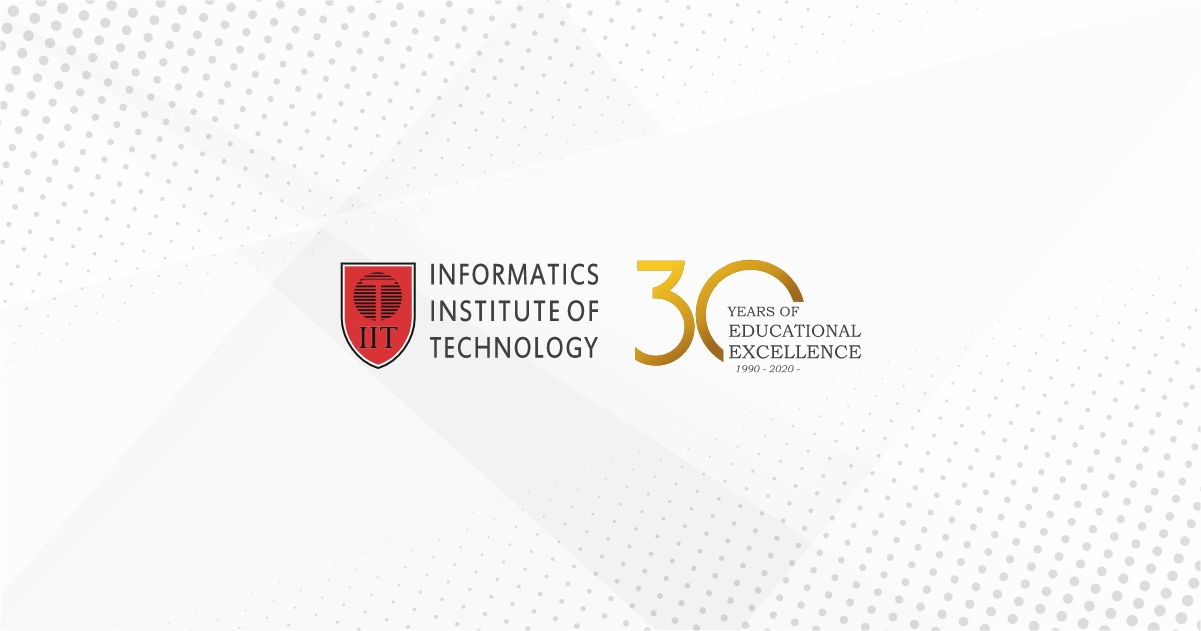 IIT
INFORMATICS
INSTITUTE OF
TECHNOLOGY
30
YEARS OF
EDUCATIONAL
EXCELLENCE
1990 - 2020 -